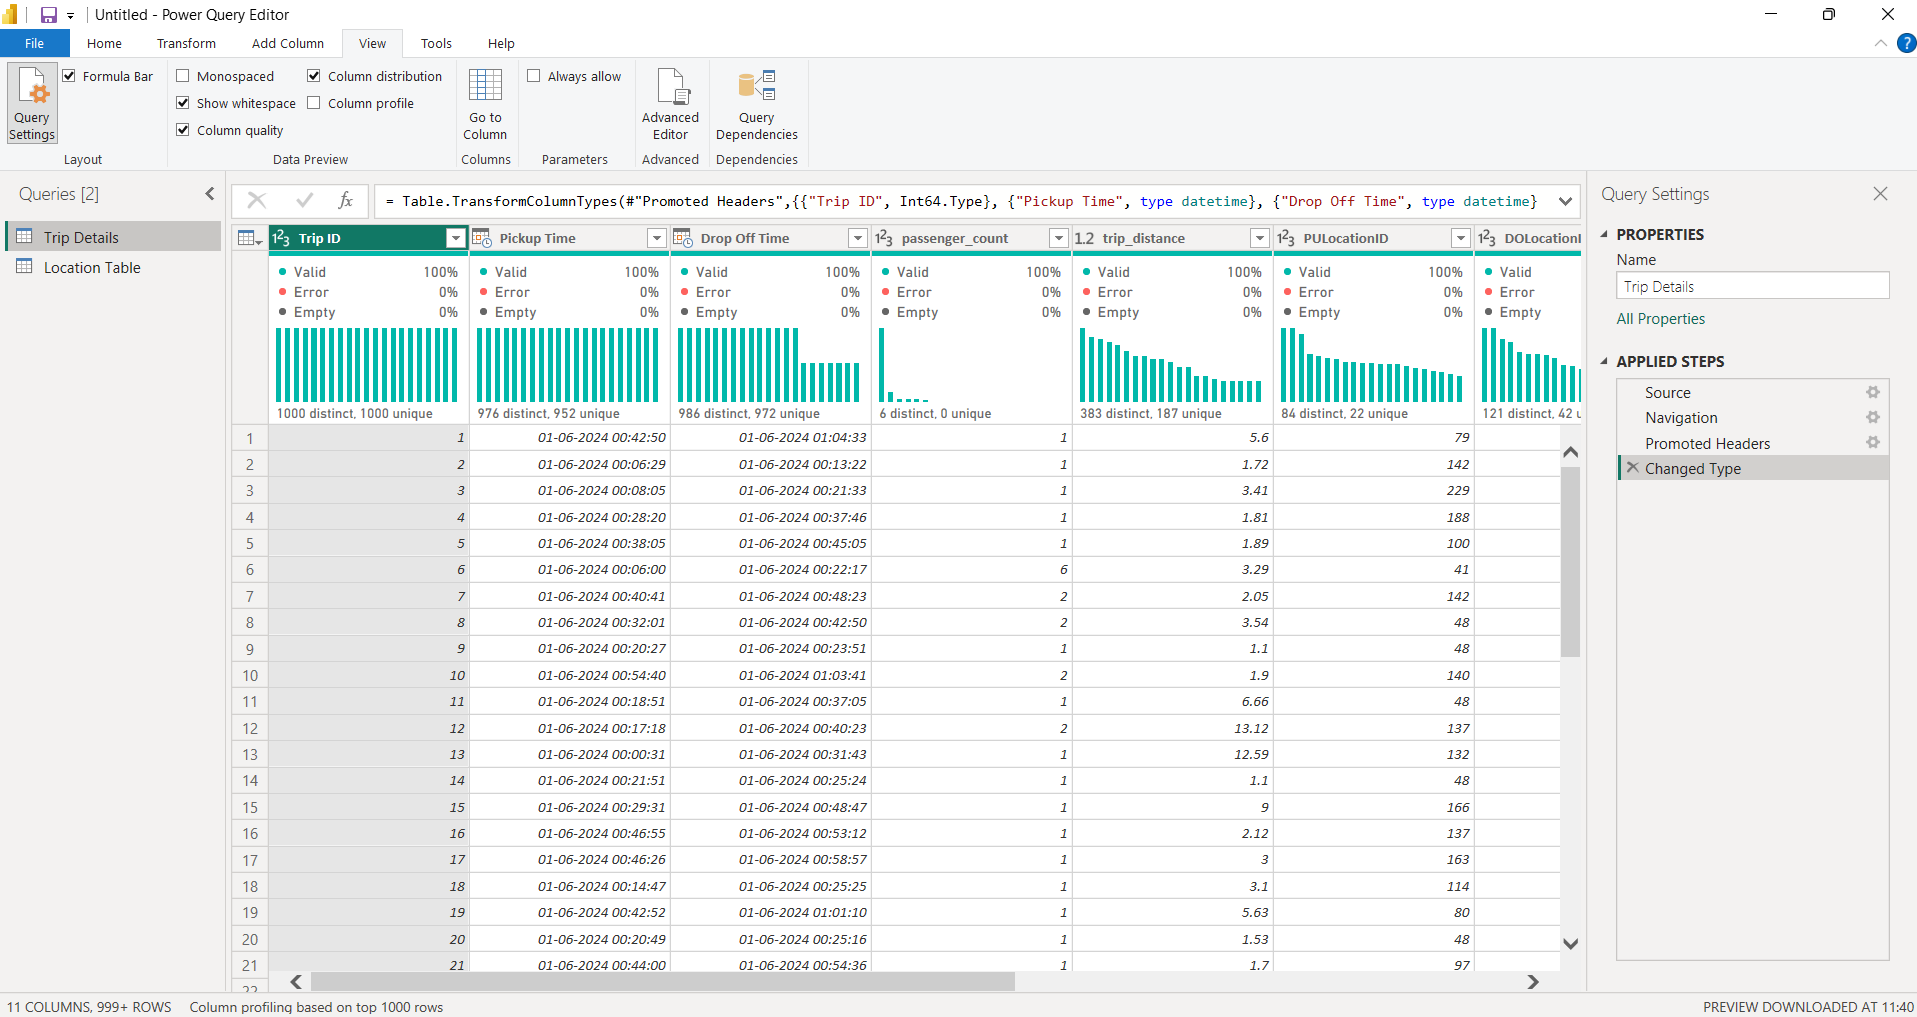 Untitled - Power Query Editor
File Home Transform Add Column View Tools Help
Query Settings
Formula Bar
Layout
Monospaced
Show whitespace
Column quality
Column distribution
Column profile
Data Preview
Go to Column
Columns
Always allow
Parameters
Advanced Editor
Advanced
Query Dependencies
Dependencies
Queries [2]
Trip Details
Location Table
fx = Table.TransformColumnTypes(#"Promoted Headers",{{"Trip ID", Int64.Type}, {"Pickup Time", type datetime}, {"Drop Off Time", type datetime}
1²3 Trip ID Pickup Time Drop Off Time 1²3 passenger_count 1.2 trip_distance 1²3 PULocationID 1²3 DOLocationI
Valid 100% Valid 100% Valid 100% Valid 100% Valid 100% Valid 100% Valid
Error 0% Error 0% Error 0% Error 0% Error 0% Error 0% Error
Empty 0% Empty 0% Empty 0% Empty 0% Empty 0% Empty 0% Empty
1000 distinct, 1000 unique 976 distinct, 952 unique 986 distinct, 972 unique 6 distinct, 0 unique 383 distinct, 187 unique 84 distinct, 22 unique 121 distinct, 42 u
1 1 01-06-2024 00:42:50 01-06-2024 01:04:33 1 5.6 79
2 2 01-06-2024 00:06:29 01-06-2024 00:13:22 1 1.72 142
3 3 01-06-2024 00:08:05 01-06-2024 00:21:33 1 3.41 229
4 4 01-06-2024 00:28:20 01-06-2024 00:37:46 1 1.81 188
5 5 01-06-2024 00:38:05 01-06-2024 00:45:05 1 1.89 100
6 6 01-06-2024 00:06:00 01-06-2024 00:22:17 6 3.29 41
7 7 01-06-2024 00:40:41 01-06-2024 00:48:23 2 2.05 142
8 8 01-06-2024 00:32:01 01-06-2024 00:42:50 2 3.54 48
9 9 01-06-2024 00:20:27 01-06-2024 00:23:51 1 1.1 48
10 10 01-06-2024 00:54:40 01-06-2024 01:03:41 2 1.9 140
11 11 01-06-2024 00:18:51 01-06-2024 00:37:05 1 6.66 48
12 12 01-06-2024 00:17:18 01-06-2024 00:40:23 2 13.12 137
13 13 01-06-2024 00:00:31 01-06-2024 00:31:43 1 12.59 132
14 14 01-06-2024 00:21:51 01-06-2024 00:25:24 1 1.1 48
15 15 01-06-2024 00:29:31 01-06-2024 00:48:47 1 9 166
16 16 01-06-2024 00:46:55 01-06-2024 00:53:12 1 2.12 137
17 17 01-06-2024 00:46:26 01-06-2024 00:58:57 1 3 163
18 18 01-06-2024 00:14:47 01-06-2024 00:25:25 1 3.1 114
19 19 01-06-2024 00:42:52 01-06-2024 01:01:10 1 5.63 80
20 20 01-06-2024 00:20:49 01-06-2024 00:25:16 1 1.53 48
21 21 01-06-2024 00:44:00 01-06-2024 00:54:36 1 1.7 97
22
Query Settings
PROPERTIES
Name
Trip Details
All Properties
APPLIED STEPS
Source
Navigation
Promoted Headers
Changed Type
11 COLUMNS, 999+ ROWS Column profiling based on top 1000 rows PREVIEW DOWNLOADED AT 11:40